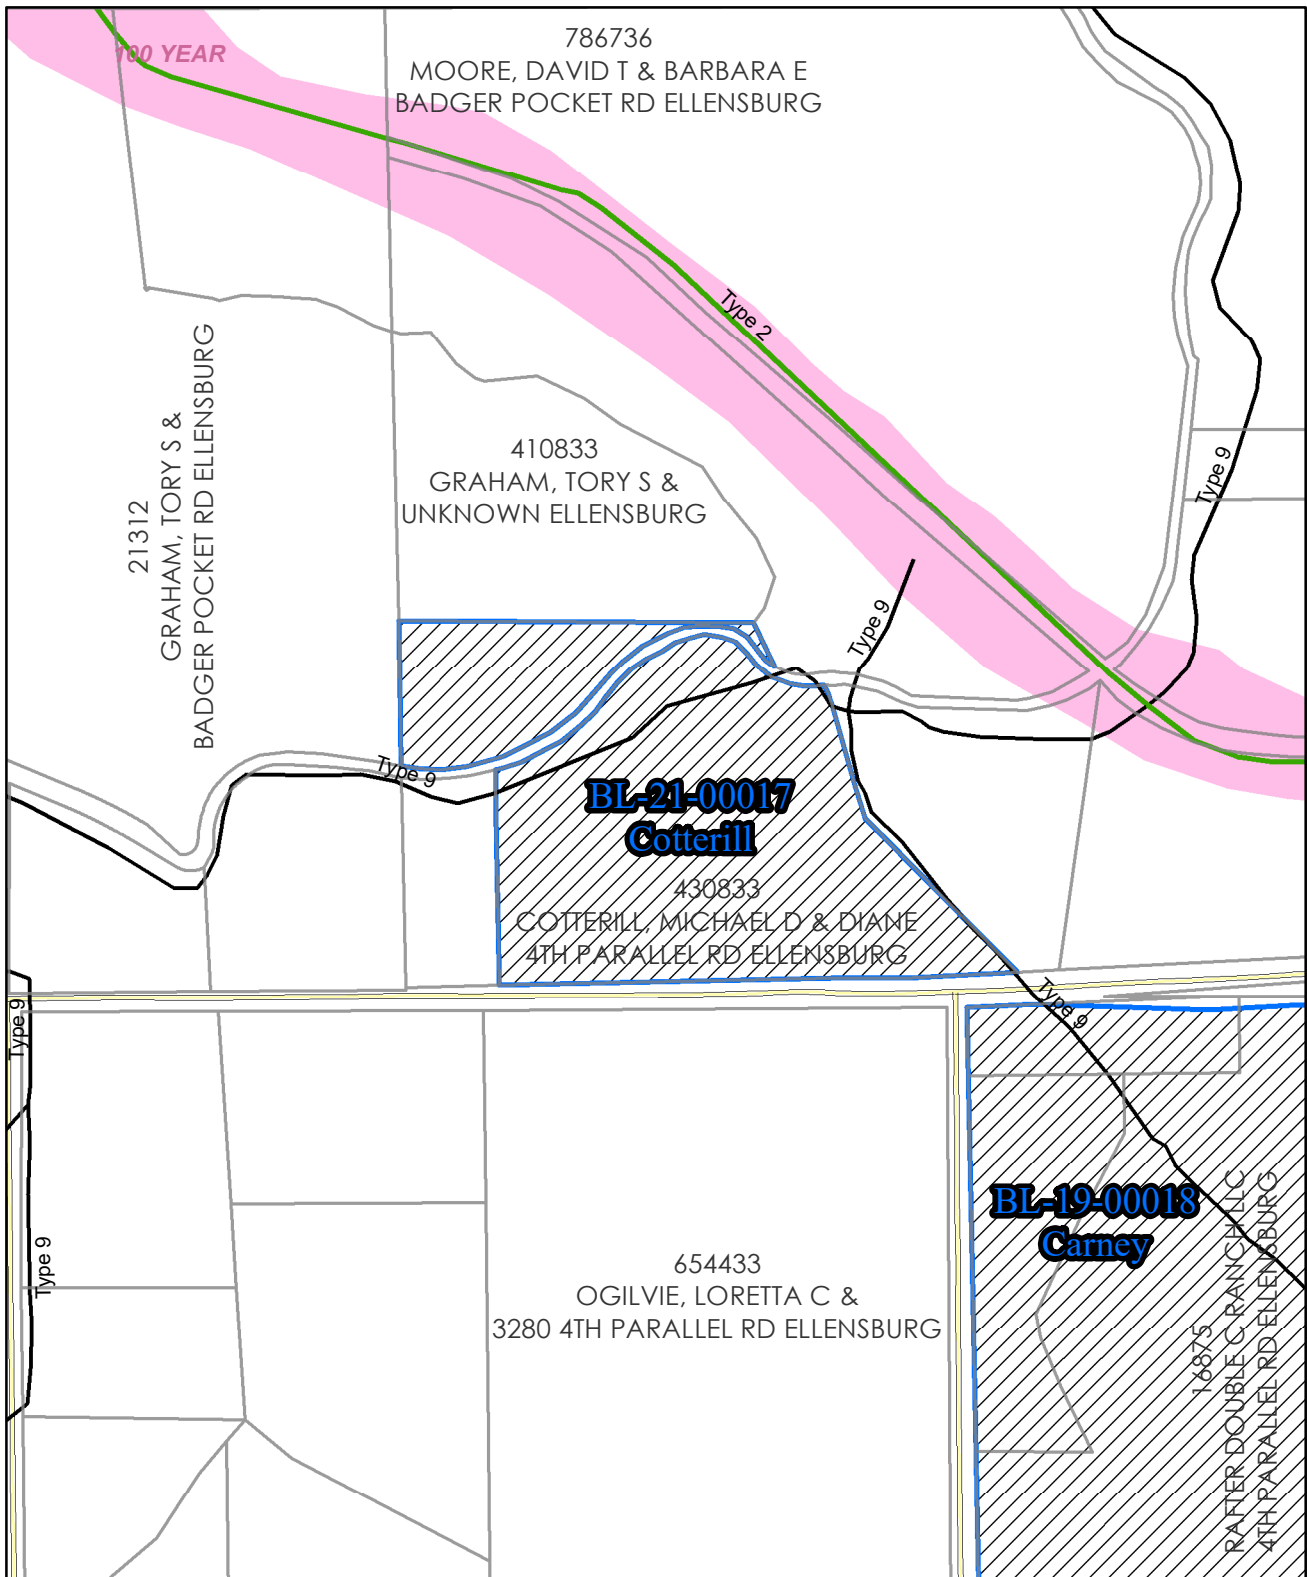 100 YEAR
786736
MOORE, DAVID T & BARBARA E
BADGER POCKET RD ELLENSBURG
Type 2
21312
GRAHAM, TORY S &
BADGER POCKET RD ELLENSBURG
410833
GRAHAM, TORY S &
UNKNOWN ELLENSBURG
Type 9
Type 9
Type 9
BL-21-00017
Cotterill
430833
COTTERILL, MICHAEL D & DIANE
4TH PARALLEL RD ELLENSBURG
Type 9
Type 9
Type 9
BL-19-00018
Carney
654433
OGILVIE, LORETTA C &
3280 4TH PARALLEL RD ELLENSBURG
16875
RAFTER DOUBLE C RANCH LLC
4TH PARALLEL RD ELLENSBURG